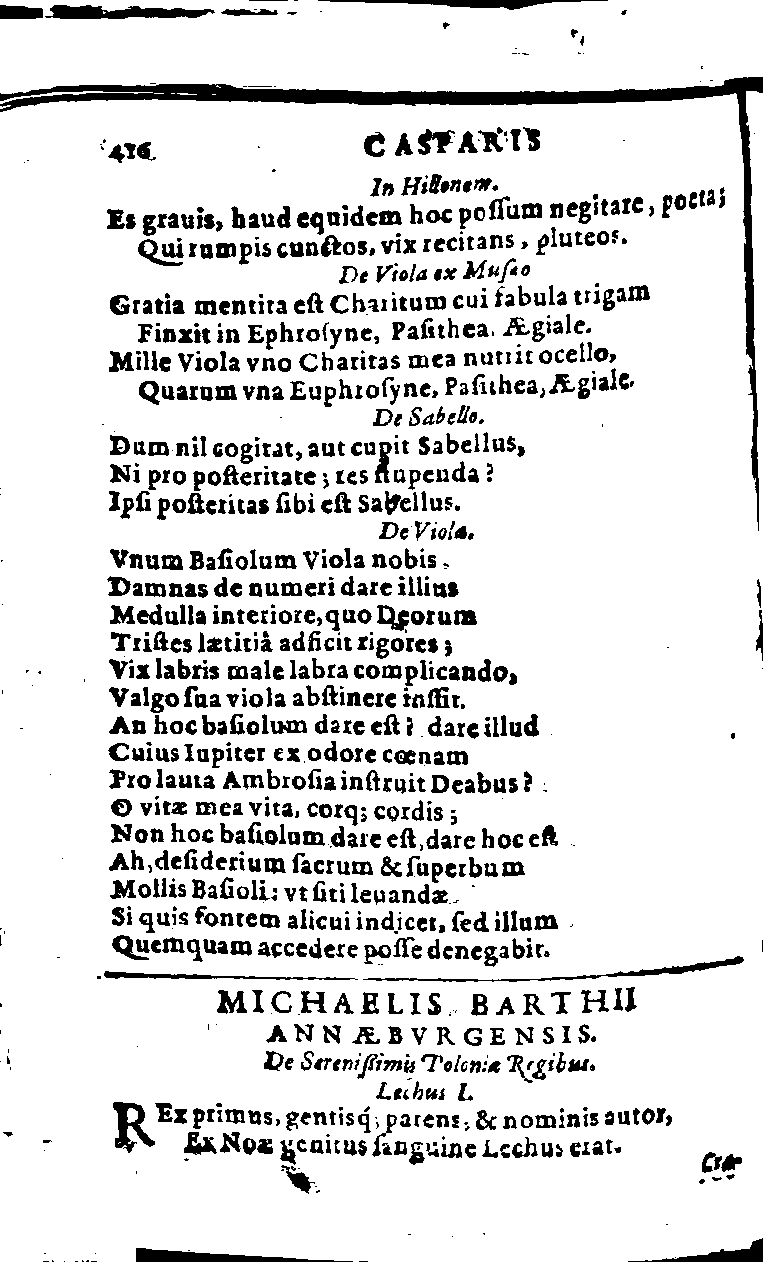 416 CASPARIS
In Histionem.
Es grauis, haud equidem hoc poſſum negitare, poeta;
Qui rumpis cunctos, vix recitans, pluteos.
De Viola ex Muſæo
Gratia mentita eſt Charitum cui fabula trigam
Finxit in Ephroſyne, Paſithea, Ægiale.
Mille Viola vno Charitas mea nutrit ocello,
Quarum vna Euphroſyne, Paſithea, Ægiale.
De Sabello.
Dum nil cogitat, aut cupit Sabellus,
Ni pro poſteritate; res ſtupenda?
Ipſi poſteritas ſibi eſt Sabellus.
De Viola.
Vnum Baſiolum Viola nobis.
Damnas de numeri dare illius
Medulla interiore, quo Deorum
Triſtes lætitiâ adficit rigores;
Vix labris male labra complicando,
Valgo ſua viola abſtinere inſſit.
An hoc baſiolum dare eſt? dare illud
Cuius Iupiter ex odore cœnam
Pro lauta Ambroſia inſtruit Deabus?
O vitæ mea vita, corq; cordis;
Non hoc baſiolum dare eſt, dare hoc eſt
Ah, deſiderium ſacrum & ſuperbum
Mollis Baſioli: vt ſiti leuandæ
Si quis fontem alicui indicet, ſed illum
Quemquam accedere poſſe denegabit.
MICHAELIS BARTHII
ANNÆBVRGENSIS.
De Sereniſſimis Poloniæ Regibus.
Lechus I.
REx primus, gentisq́; parens, & nominis autor,
Ex Noæ genitus ſanguine Lechus erat.
Cra-